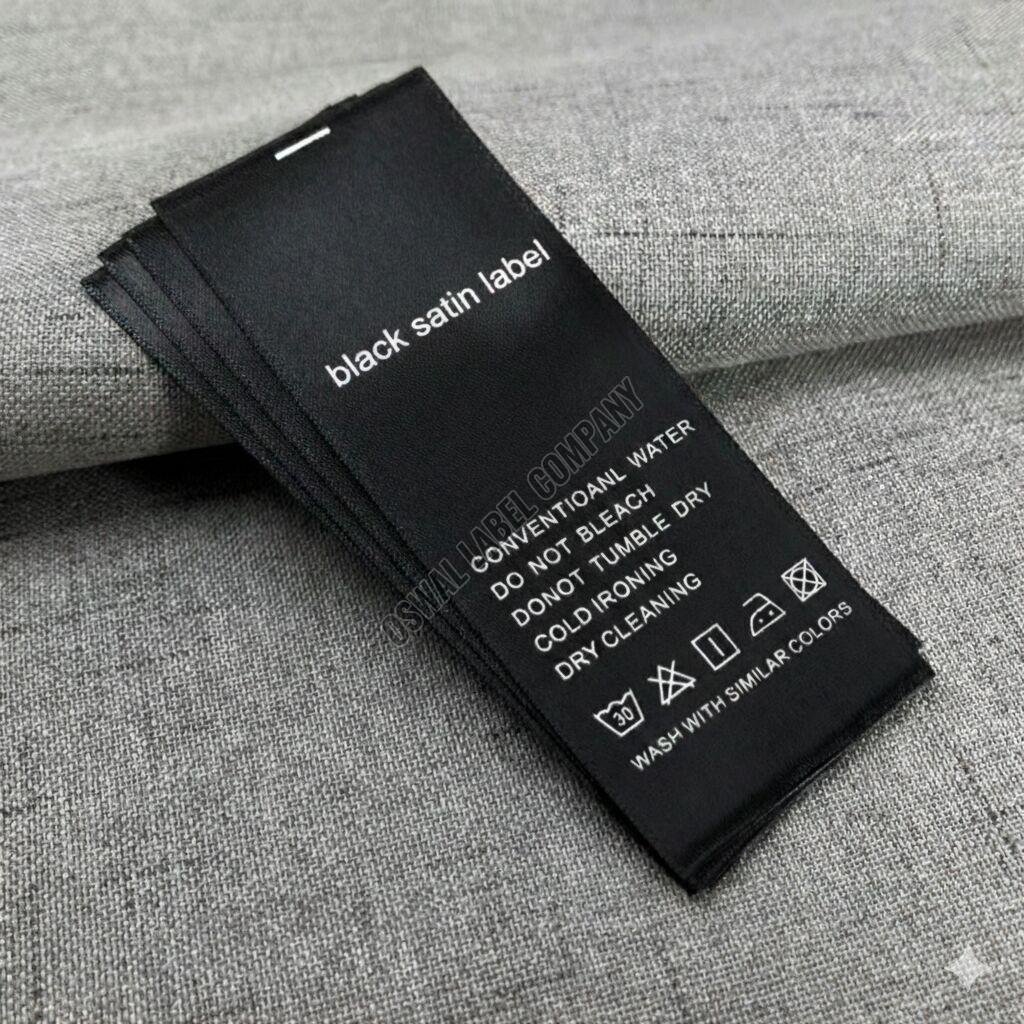 black satin label
CONVENTIOANL WATER
DO NOT BLEACH
DONOT TUMBLE DRY
COLD IRONING
DRY CLEANING
30
WASH WITH SIMILAR COLORS
OSWAL LABEL COMPANY